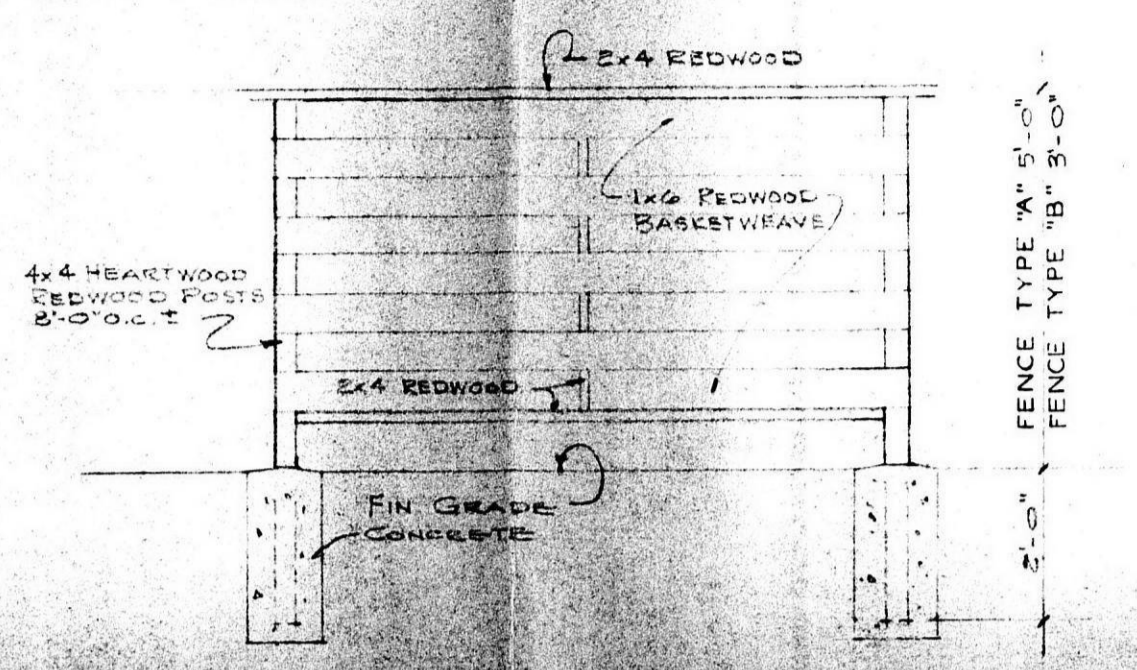 2x4 REDWOOD
1x6 REDWOOD
BASKETWEAVE
4x4 HEARTWOOD
REDWOOD POSTS
8'-0" O.C. ±
2x4 REDWOOD
FIN GRADE
CONCRETE
FENCE TYPE "A" 5'-0"
FENCE TYPE "B" 3'-0"
2'-0"